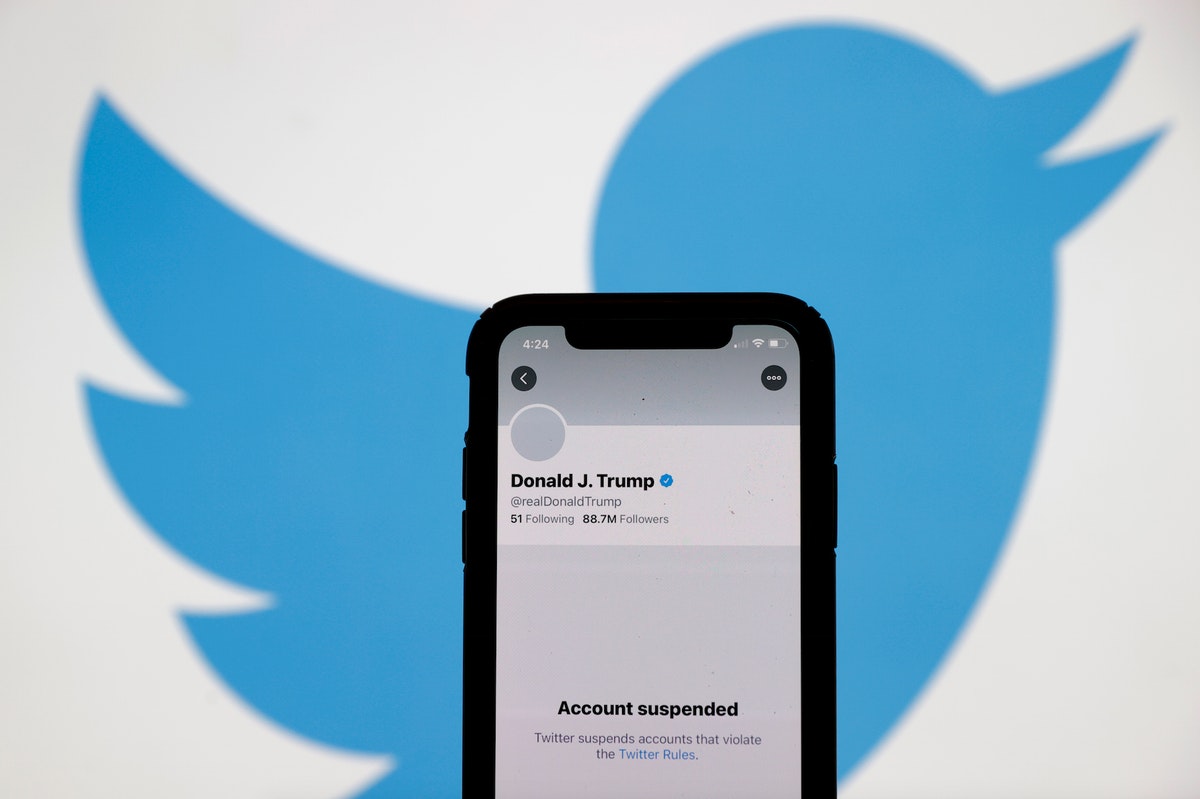 4:24
Donald J. Trump
@realDonaldTrump
51 Following 88.7M Followers
Account suspended
Twitter suspends accounts that violate
the Twitter Rules.